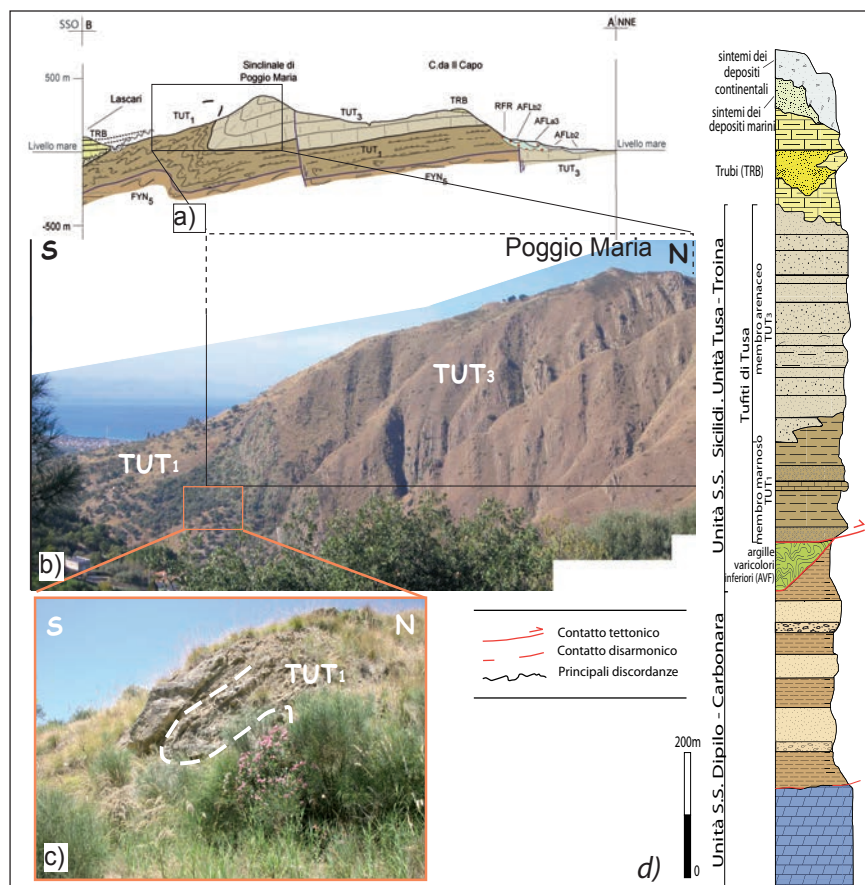 SSO B
A NNE
500 m
Sinclinale di
Poggio Maria
C.da Il Capo
Lascari
TRB
TUT1
TUT3
TRB
RFR
AFLb2
AFLa3
AFLb2
Livello mare
Livello mare
TUT1
TUT3
FYN5
FYN5
-500 m
a)
S
Poggio Maria
N
TUT3
TUT1
b)
S
N
TUT1
c)
Contatto tettonico
Contatto disarmonico
Principali discordanze
200m
0
d)
sintemi dei
depositi
continentali
sintemi dei
depositi marini
Trubi (TRB)
Unità S.S. Sicilidi . Unità Tusa - Troina
Tufiti di Tusa
membro arenaceo
TUT3
membro marnoso
TUT1
argille
varicolori
inferiori (AVF)
Unità S.S. Dipilo - Carbonara